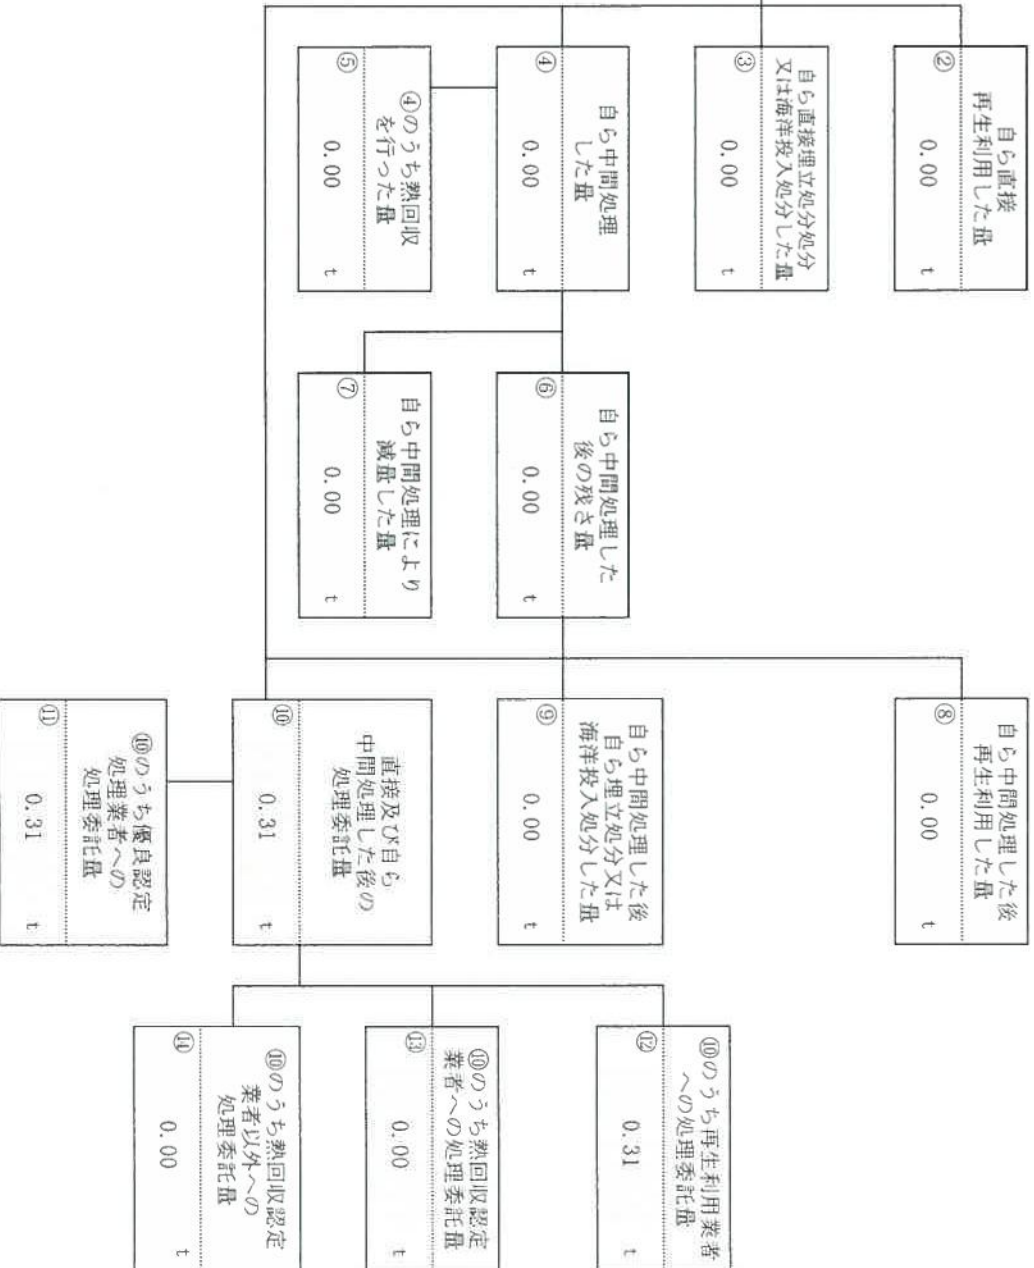 自ら直接
再生利用した量
② 0.00 t
自ら直接埋立処分処分
又は海洋投入処分した量
③ 0.00 t
自ら中間処理
した量
④ 0.00 t
④のうち熱回収
を行った量
⑤ 0.00 t
自ら中間処理した
後の残さ量
⑥ 0.00 t
自ら中間処理により
減量した量
⑦ 0.00 t
自ら中間処理した後
再生利用した量
⑧ 0.00 t
自ら中間処理した後
自ら埋立処分又は
海洋投入処分した量
⑨ 0.00 t
直接及び自ら
中間処理した後の
処理委託量
⑩ 0.31 t
⑩のうち優良認定
処理業者への
処理委託量
⑪ 0.31 t
⑩のうち再生利用業者
への処理委託量
⑫ 0.31 t
⑩のうち熱回収認定
業者への処理委託量
⑬ 0.00 t
⑩のうち熱回収認定
業者以外への
処理委託量
⑭ 0.00 t